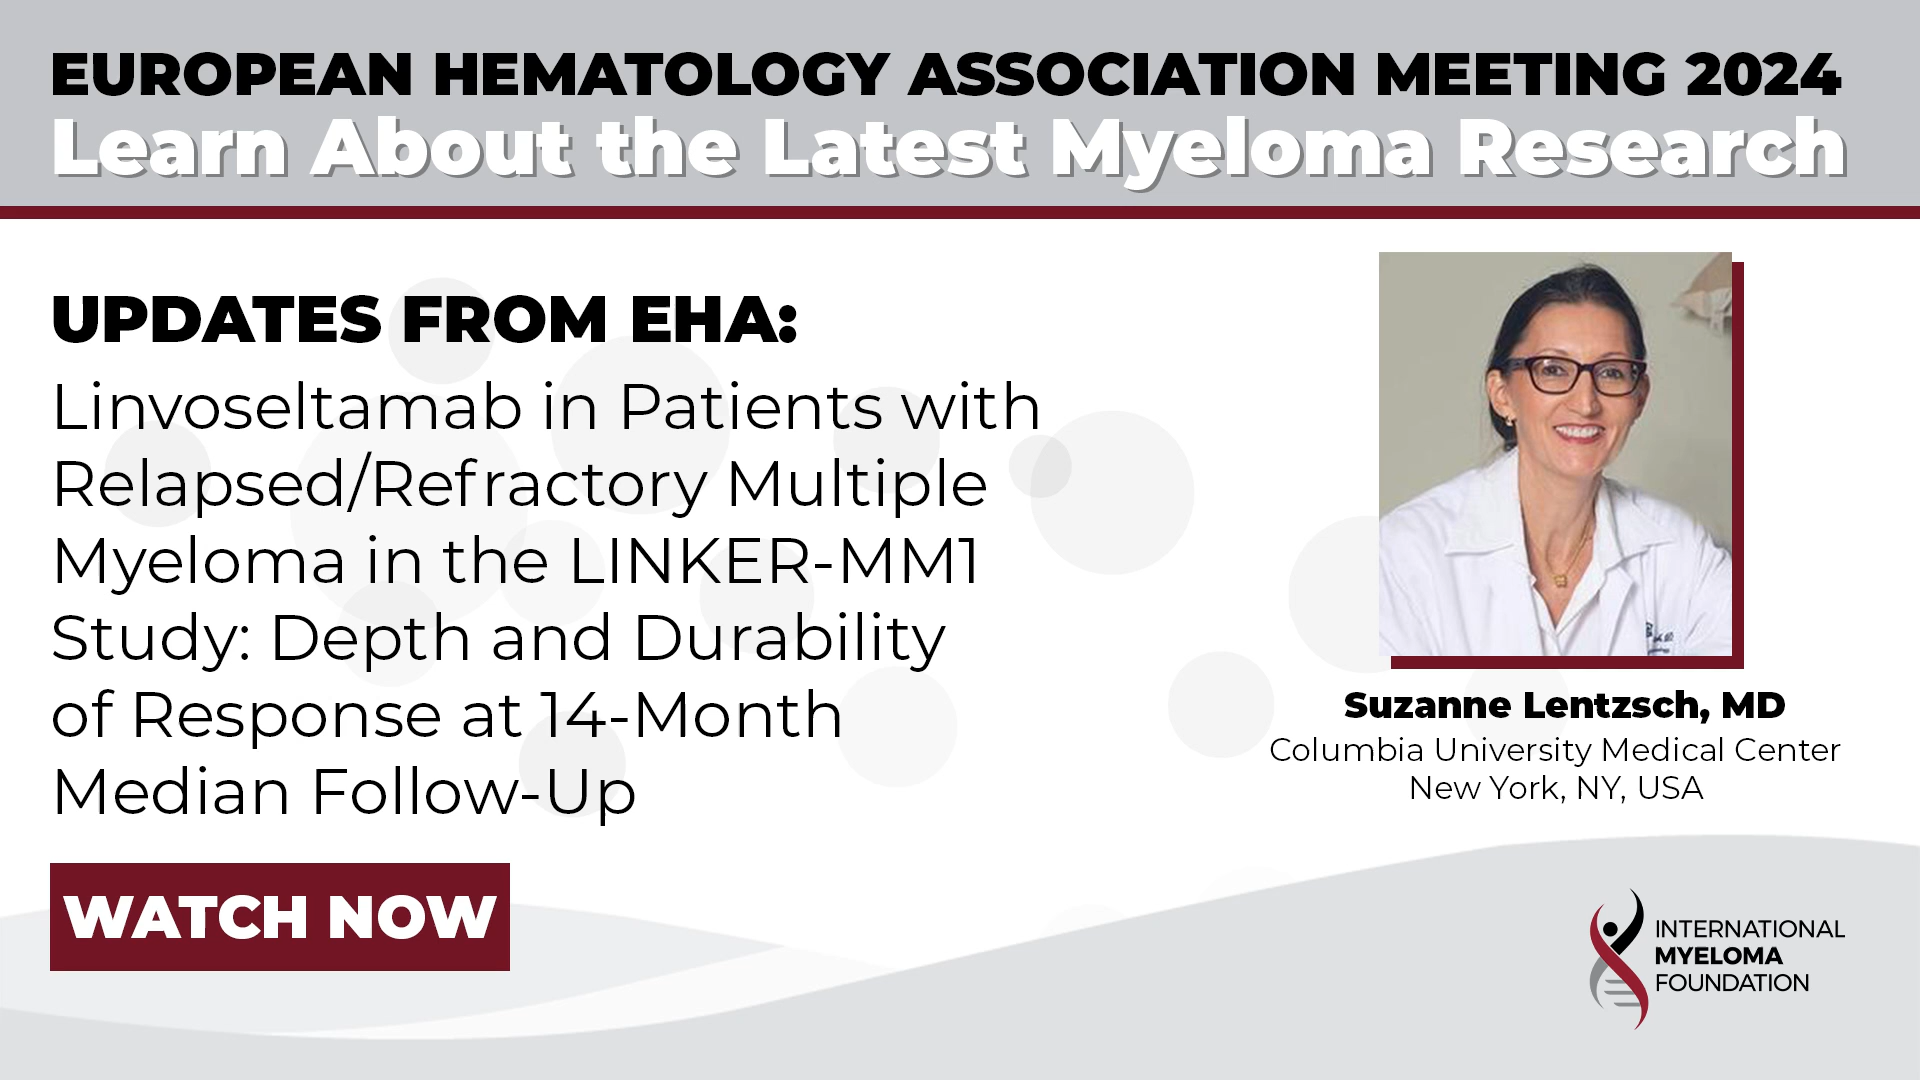 EUROPEAN HEMATOLOGY ASSOCIATION MEETING 2024
Learn About the Latest Myeloma Research
UPDATES FROM EHA:
Linvoseltamab in Patients with
Relapsed/Refractory Multiple
Myeloma in the LINKER-MM1
Study: Depth and Durability
of Response at 14-Month
Median Follow-Up
WATCH NOW
Suzanne Lentzsch, MD
Columbia University Medical Center
New York, NY, USA
INTERNATIONAL
MYELOMA
FOUNDATION